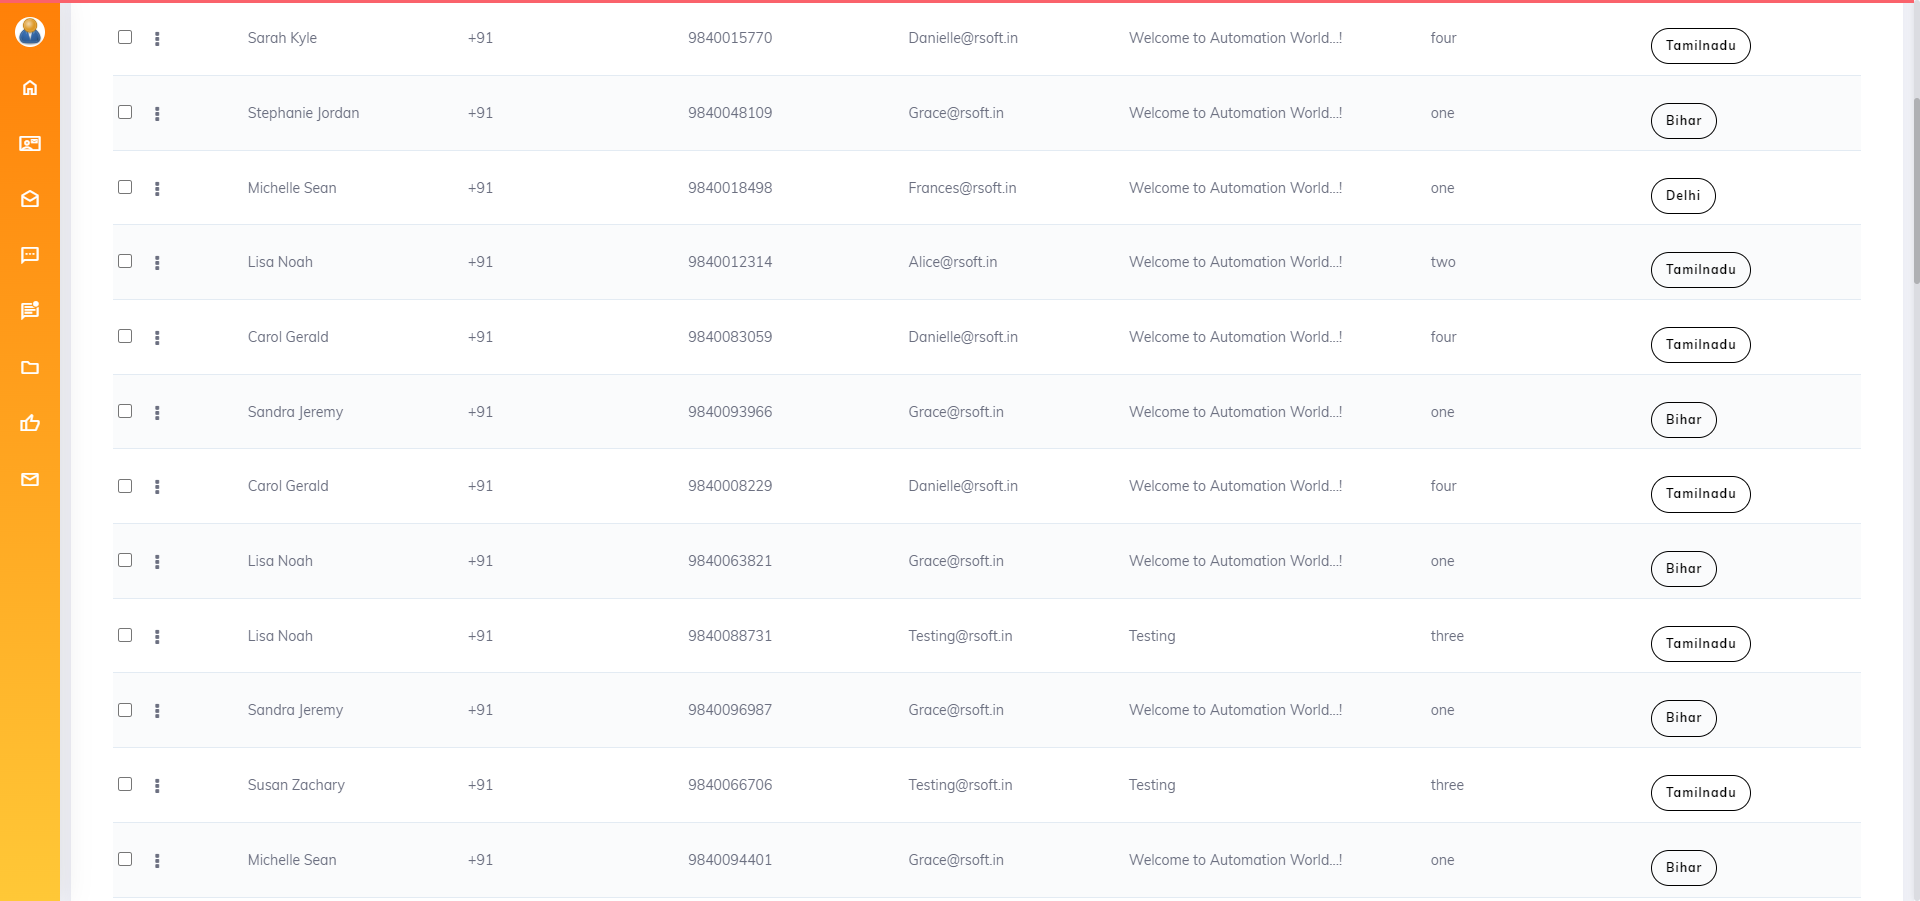 Sarah Kyle +91 9840015770 Danielle@rsoft.in Welcome to Automation World...! four Tamilnadu
Stephanie Jordan +91 9840048109 Grace@rsoft.in Welcome to Automation World...! one Bihar
Michelle Sean +91 9840018498 Frances@rsoft.in Welcome to Automation World...! one Delhi
Lisa Noah +91 9840012314 Alice@rsoft.in Welcome to Automation World...! two Tamilnadu
Carol Gerald +91 9840083059 Danielle@rsoft.in Welcome to Automation World...! four Tamilnadu
Sandra Jeremy +91 9840093966 Grace@rsoft.in Welcome to Automation World...! one Bihar
Carol Gerald +91 9840008229 Danielle@rsoft.in Welcome to Automation World...! four Tamilnadu
Lisa Noah +91 9840063821 Grace@rsoft.in Welcome to Automation World...! one Bihar
Lisa Noah +91 9840088731 Testing@rsoft.in Testing three Tamilnadu
Sandra Jeremy +91 9840096987 Grace@rsoft.in Welcome to Automation World...! one Bihar
Susan Zachary +91 9840066706 Testing@rsoft.in Testing three Tamilnadu
Michelle Sean +91 9840094401 Grace@rsoft.in Welcome to Automation World...! one Bihar